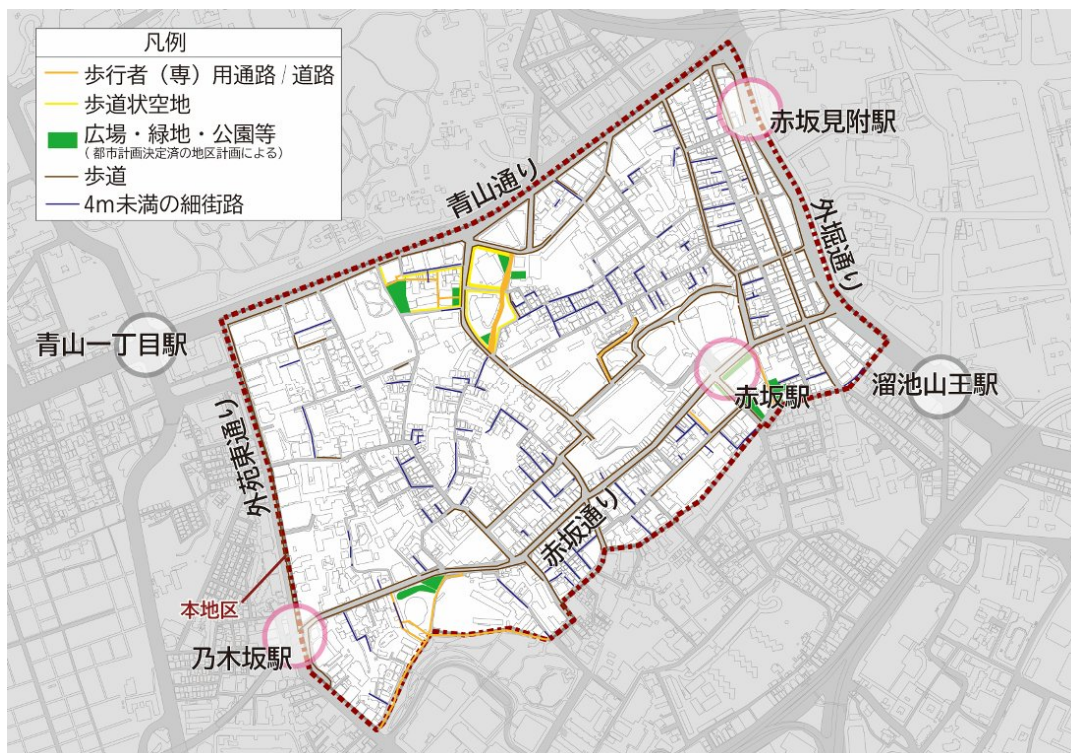 凡例
歩行者（専）用通路 / 道路
歩道状空地
広場・緑地・公園等
（都市計画決定済の地区計画による）
歩道
4m未満の細街路
赤坂見附駅
青山通り
外堀通り
青山一丁目駅
赤坂駅
溜池山王駅
外苑東通り
赤坂通り
本地区
乃木坂駅